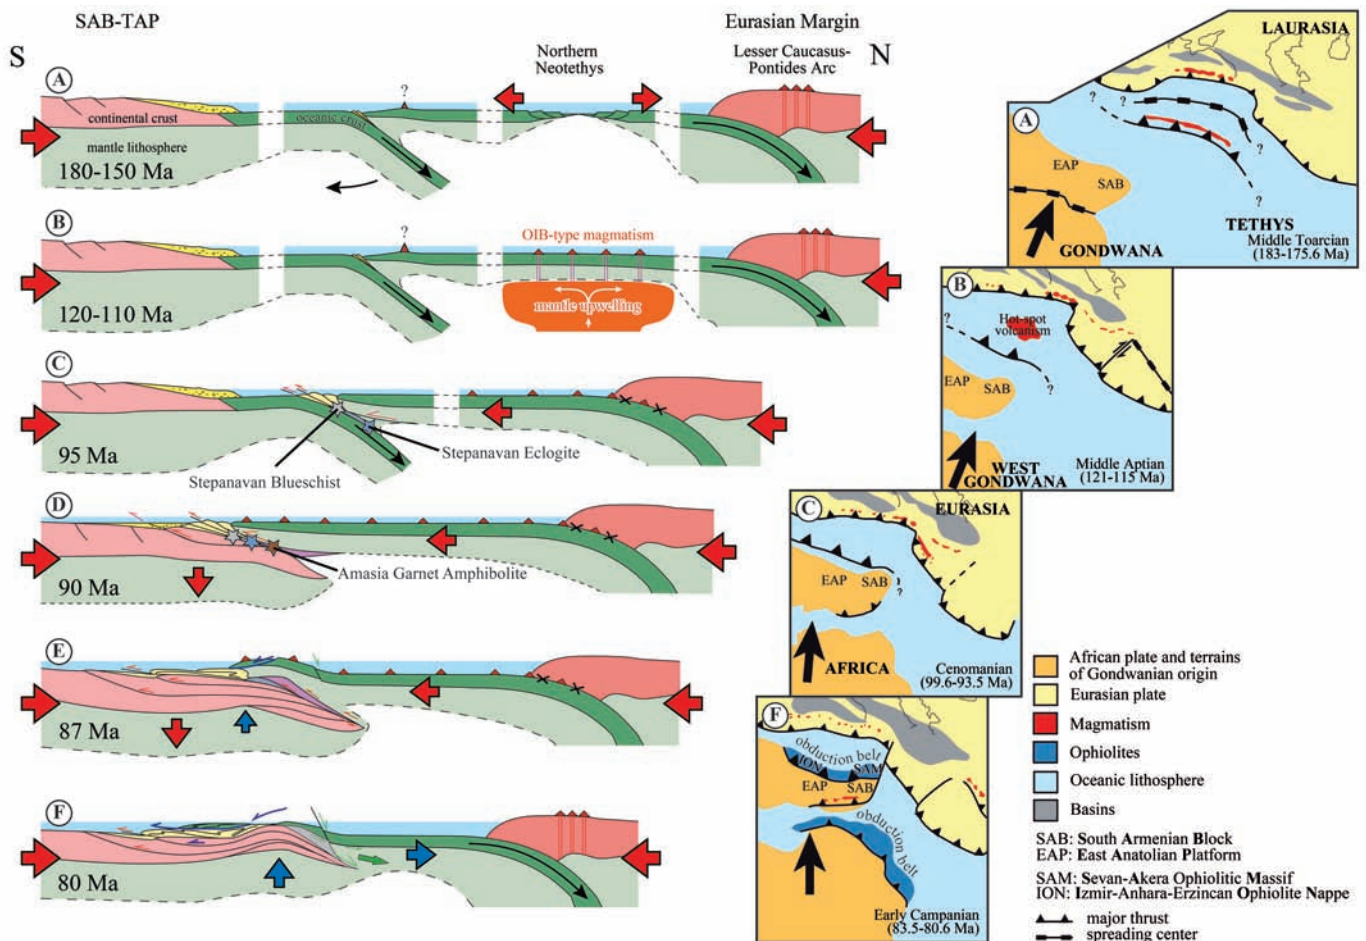 SAB-TAP
Eurasian Margin
S
N
Northern
Neotethys
Lesser Caucasus-
Pontides Arc
A
?
continental crust
oceanic crust
mantle lithosphere
180-150 Ma
B
?
OIB-type magmatism
mantle upwelling
120-110 Ma
C
95 Ma
Stepanavan Eclogite
Stepanavan Blueschist
D
Amasia Garnet Amphibolite
90 Ma
E
87 Ma
F
80 Ma
LAURASIA
A
?
?
?
?
EAP
SAB
TETHYS
GONDWANA
Middle Toarcian
(183-175.6 Ma)
B
?
Hot-spot
volcanism
?
EAP
SAB
WEST
GONDWANA
Middle Aptian
(121-115 Ma)
C
EURASIA
EAP
SAB
?
AFRICA
Cenomanian
(99.6-93.5 Ma)
F
obduction belt
ION
SAM
EAP
SAB
obduction belt
Early Campanian
(83.5-80.6 Ma)
African plate and terrains
of Gondwanian origin
Eurasian plate
Magmatism
Ophiolites
Oceanic lithosphere
Basins
SAB: South Armenian Block
EAP: East Anatolian Platform
SAM: Sevan-Akera Ophiolitic Massif
ION: Izmir-Anhara-Erzincan Ophiolite Nappe
major thrust
spreading center